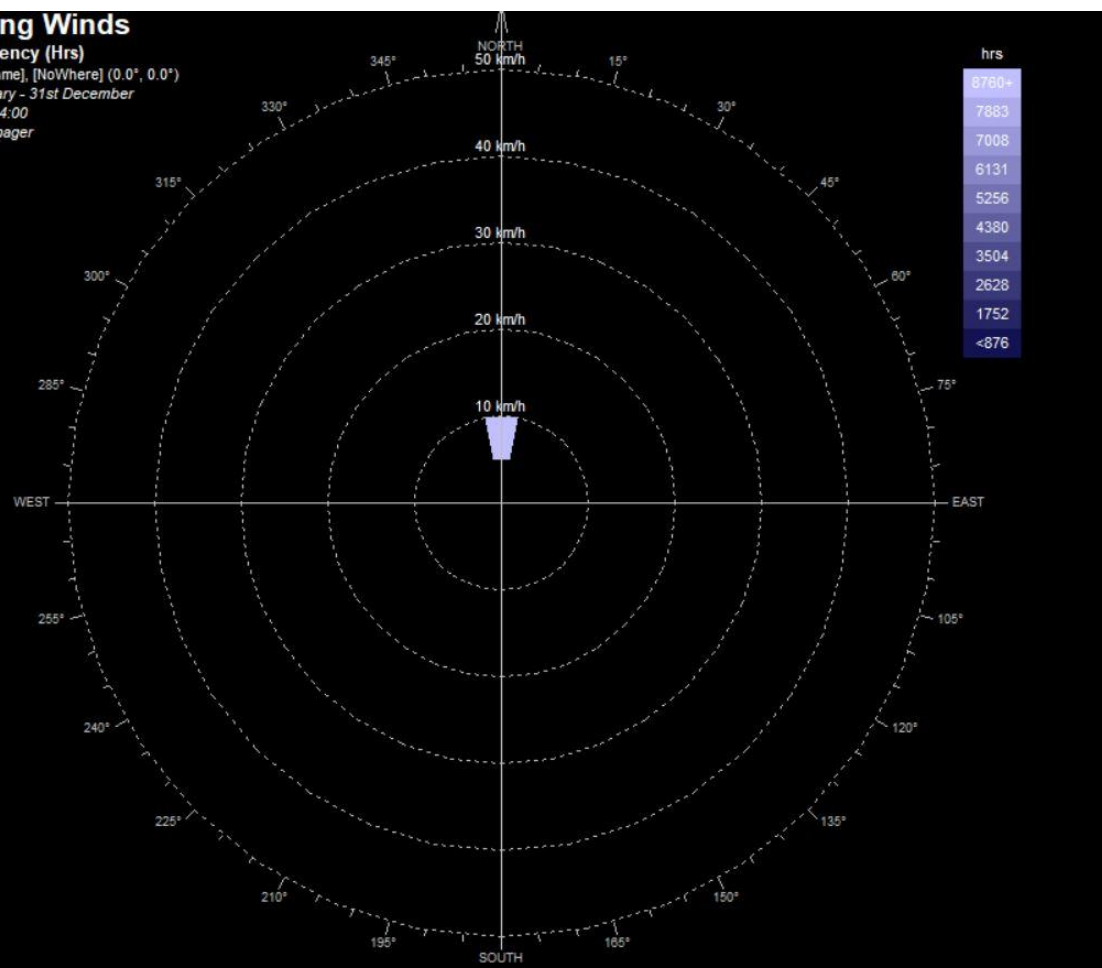 ng Winds
ency (Hrs)
me], [NoWhere] (0.0°, 0.0°)
ary - 31st December
4:00
pager
NORTH
50 km/h
40 km/h
30 km/h
20 km/h
10 km/h
15°
30°
45°
60°
75°
EAST
105°
120°
135°
150°
165°
SOUTH
195°
210°
225°
240°
255°
WEST
285°
300°
315°
330°
345°
hrs
8760+
7883
7008
6131
5256
4380
3504
2628
1752
<876